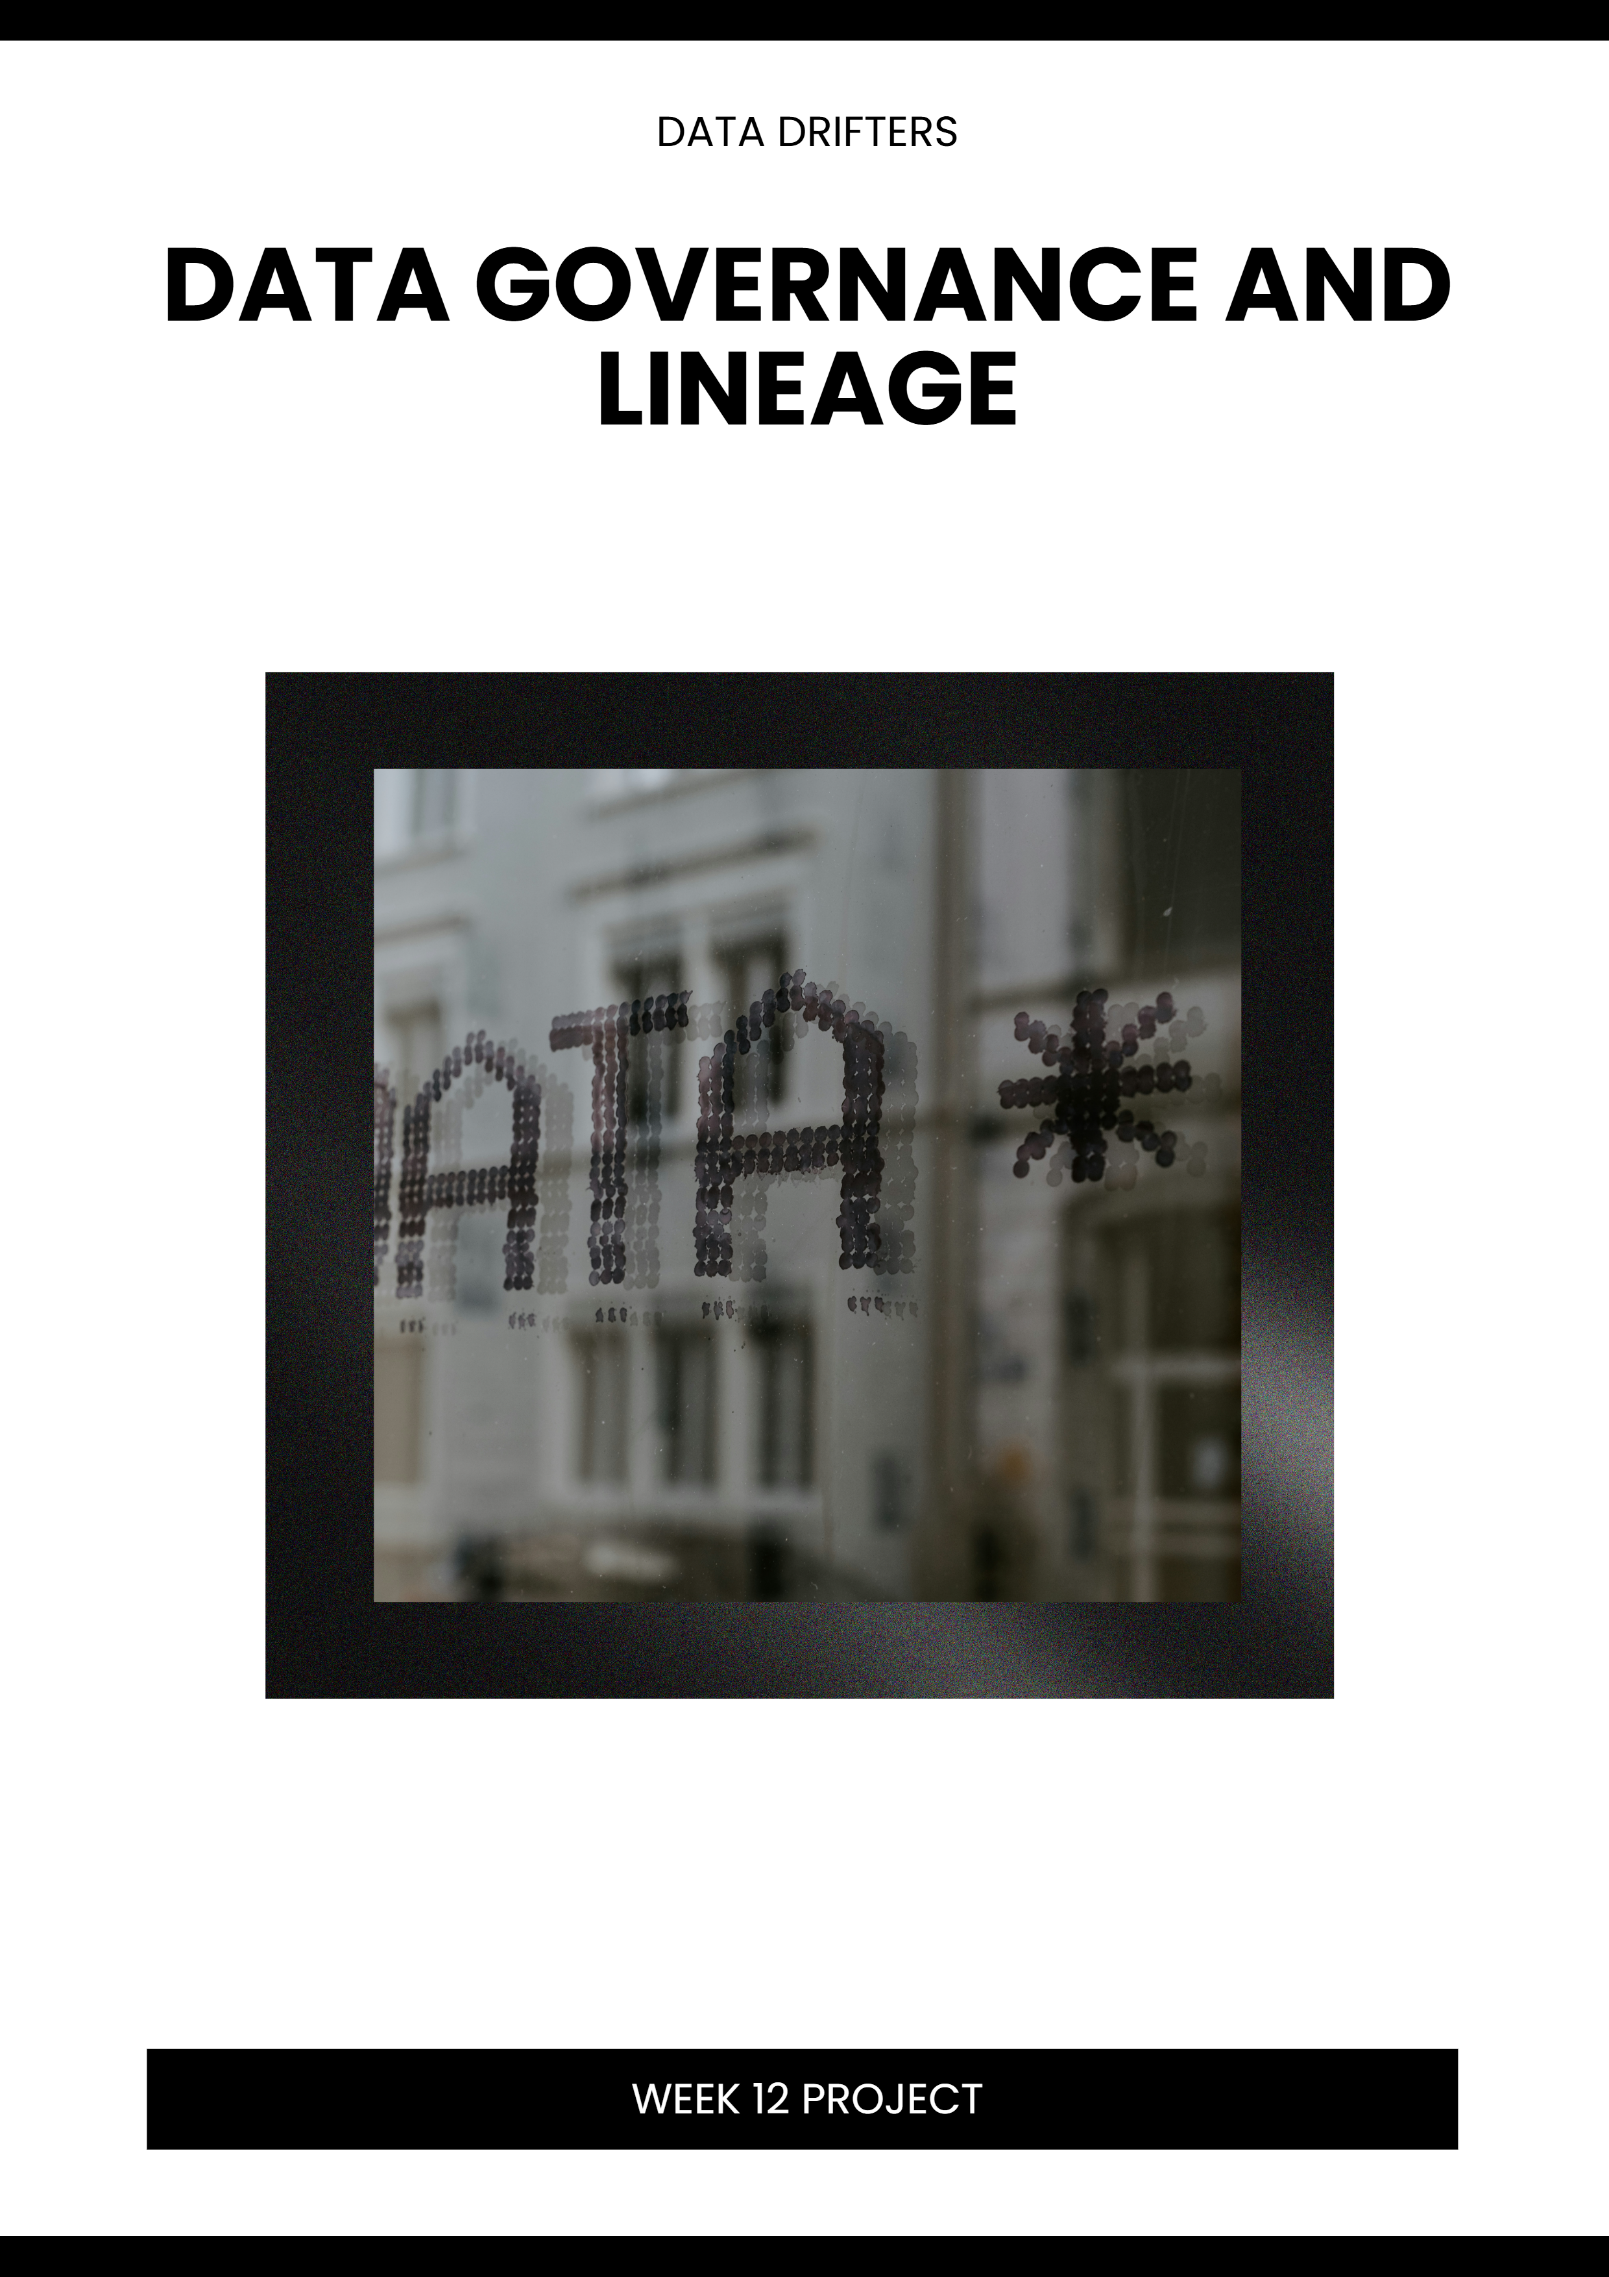 DATA DRIFTERS
DATA GOVERNANCE AND
LINEAGE
ATA *
WEEK 12 PROJECT